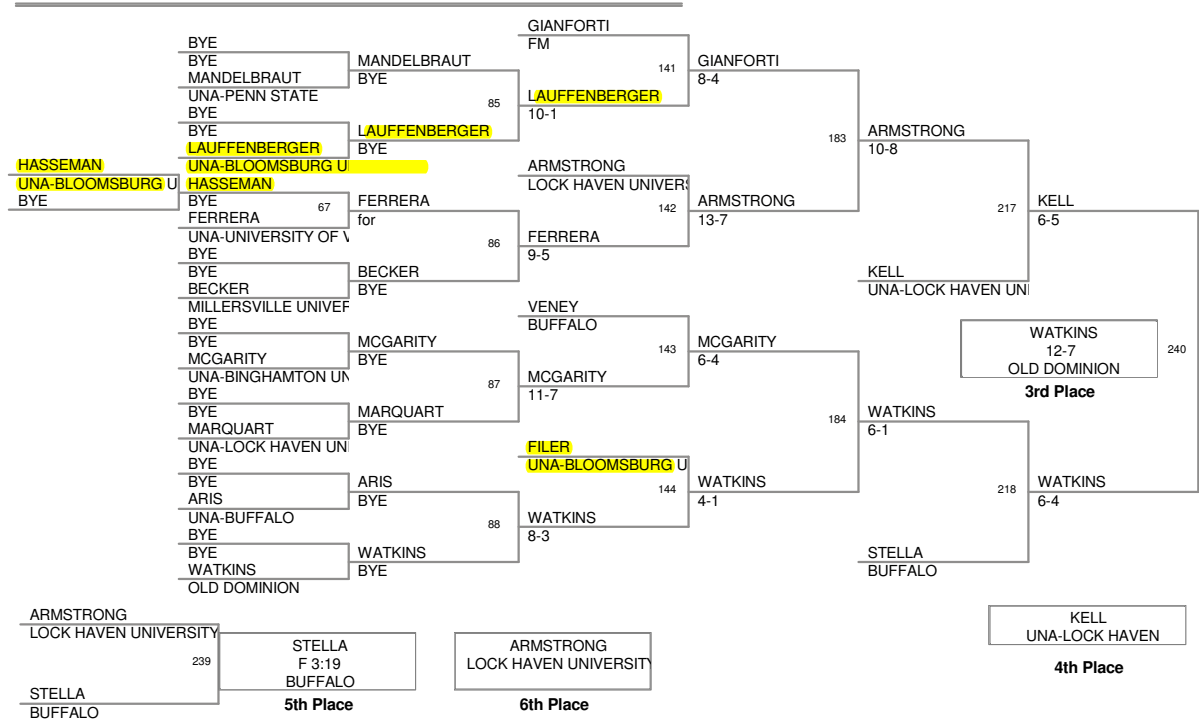 BYE
BYE
MANDELBRAUT
UNA-PENN STATE
BYE
BYE
LAUFFENBERGER
UNA-BLOOMSBURG U
HASSEMAN
UNA-BLOOMSBURG U
BYE
HASSEMAN
BYE
67
FERRERA
UNA-UNIVERSITY OF V
BYE
BYE
BECKER
MILLERSVILLE UNIVER
BYE
BYE
MCGARITY
UNA-BINGHAMTON UN
BYE
BYE
MARQUART
UNA-LOCK HAVEN UNI
BYE
BYE
ARIS
UNA-BUFFALO
BYE
BYE
WATKINS
OLD DOMINION
MANDELBRAUT
BYE
85
LAUFFENBERGER
BYE
FERRERA
for
86
BECKER
BYE
MCGARITY
BYE
87
MARQUART
BYE
ARIS
BYE
88
WATKINS
BYE
GIANFORTI
FM
141
LAUFFENBERGER
10-1
ARMSTRONG
LOCK HAVEN UNIVERS
142
FERRERA
9-5
VENEY
BUFFALO
143
MCGARITY
11-7
FILER
UNA-BLOOMSBURG U
144
WATKINS
8-3
GIANFORTI
8-4
183
ARMSTRONG
13-7
MCGARITY
6-4
184
WATKINS
4-1
ARMSTRONG
10-8
217
KELL
UNA-LOCK HAVEN UNI
WATKINS
6-1
218
STELLA
BUFFALO
KELL
6-5
WATKINS
6-4
WATKINS
12-7
OLD DOMINION
240
3rd Place
KELL
UNA-LOCK HAVEN
4th Place
ARMSTRONG
LOCK HAVEN UNIVERSITY
239
STELLA
BUFFALO
STELLA
F 3:19
BUFFALO
5th Place
ARMSTRONG
LOCK HAVEN UNIVERSITY
6th Place